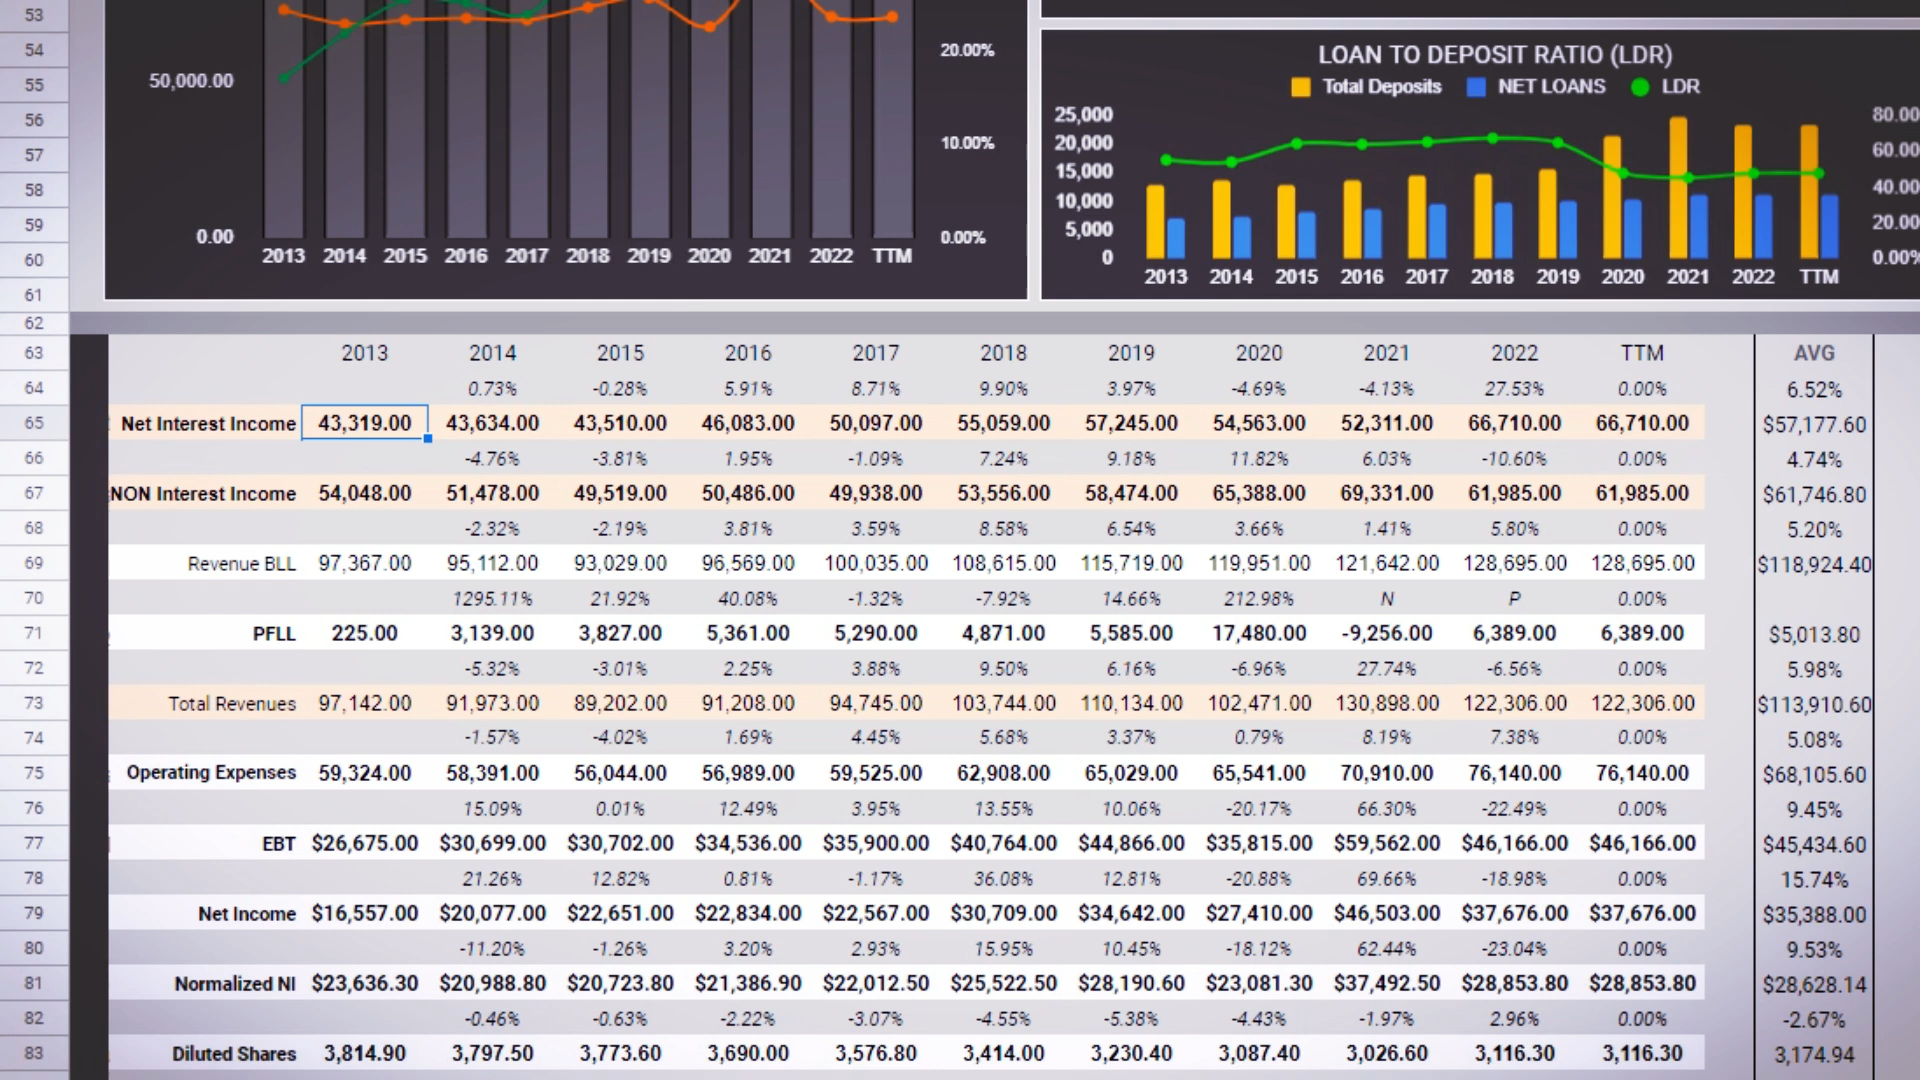 53
54
55
56
57
58
59
60
61
62
50,000.00
0.00
20.00%
10.00%
0.00%
2013 2014 2015 2016 2017 2018 2019 2020 2021 2022 TTM
LOAN TO DEPOSIT RATIO (LDR)
Total Deposits NET LOANS LDR
25,000
20,000
15,000
10,000
5,000
0
80.00
60.00
40.00
20.00
0.00%
2013 2014 2015 2016 2017 2018 2019 2020 2021 2022 TTM
63 2013 2014 2015 2016 2017 2018 2019 2020 2021 2022 TTM AVG
64 0.73% -0.28% 5.91% 8.71% 9.90% 3.97% -4.69% -4.13% 27.53% 0.00% 6.52%
65 Net Interest Income 43,319.00 43,634.00 43,510.00 46,083.00 50,097.00 55,059.00 57,245.00 54,563.00 52,311.00 66,710.00 66,710.00 $57,177.60
66 -4.76% -3.81% 1.95% -1.09% 7.24% 9.18% 11.82% 6.03% -10.60% 0.00% 4.74%
67 NON Interest Income 54,048.00 51,478.00 49,519.00 50,486.00 49,938.00 53,556.00 58,474.00 65,388.00 69,331.00 61,985.00 61,985.00 $61,746.80
68 -2.32% -2.19% 3.81% 3.59% 8.58% 6.54% 3.66% 1.41% 5.80% 0.00% 5.20%
69 Revenue BLL 97,367.00 95,112.00 93,029.00 96,569.00 100,035.00 108,615.00 115,719.00 119,951.00 121,642.00 128,695.00 128,695.00 $118,924.40
70 1295.11% 21.92% 40.08% -1.32% -7.92% 14.66% 212.98% N P 0.00%
71 PFLL 225.00 3,139.00 3,827.00 5,361.00 5,290.00 4,871.00 5,585.00 17,480.00 -9,256.00 6,389.00 6,389.00 $5,013.80
72 -5.32% -3.01% 2.25% 3.88% 9.50% 6.16% -6.96% 27.74% -6.56% 0.00% 5.98%
73 Total Revenues 97,142.00 91,973.00 89,202.00 91,208.00 94,745.00 103,744.00 110,134.00 102,471.00 130,898.00 122,306.00 122,306.00 $113,910.60
74 -1.57% -4.02% 1.69% 4.45% 5.68% 3.37% 0.79% 8.19% 7.38% 0.00% 5.08%
75 Operating Expenses 59,324.00 58,391.00 56,044.00 56,989.00 59,525.00 62,908.00 65,029.00 65,541.00 70,910.00 76,140.00 76,140.00 $68,105.60
76 15.09% 0.01% 12.49% 3.95% 13.55% 10.06% -20.17% 66.30% -22.49% 0.00% 9.45%
77 EBT $26,675.00 $30,699.00 $30,702.00 $34,536.00 $35,900.00 $40,764.00 $44,866.00 $35,815.00 $59,562.00 $46,166.00 $46,166.00 $45,434.60
78 21.26% 12.82% 0.81% -1.17% 36.08% 12.81% -20.88% 69.66% -18.98% 0.00% 15.74%
79 Net Income $16,557.00 $20,077.00 $22,651.00 $22,834.00 $22,567.00 $30,709.00 $34,642.00 $27,410.00 $46,503.00 $37,676.00 $37,676.00 $35,388.00
80 -11.20% -1.26% 3.20% 2.93% 15.95% 10.45% -18.12% 62.44% -23.04% 0.00% 9.53%
81 Normalized NI $23,636.30 $20,988.80 $20,723.80 $21,386.90 $22,012.50 $25,522.50 $28,190.60 $23,081.30 $37,492.50 $28,853.80 $28,853.80 $28,628.14
82 -0.46% -0.63% -2.22% -3.07% -4.55% -5.38% -4.43% -1.97% 2.96% 0.00% -2.67%
83 Diluted Shares 3,814.90 3,797.50 3,773.60 3,690.00 3,576.80 3,414.00 3,230.40 3,087.40 3,026.60 3,116.30 3,116.30 3,174.94